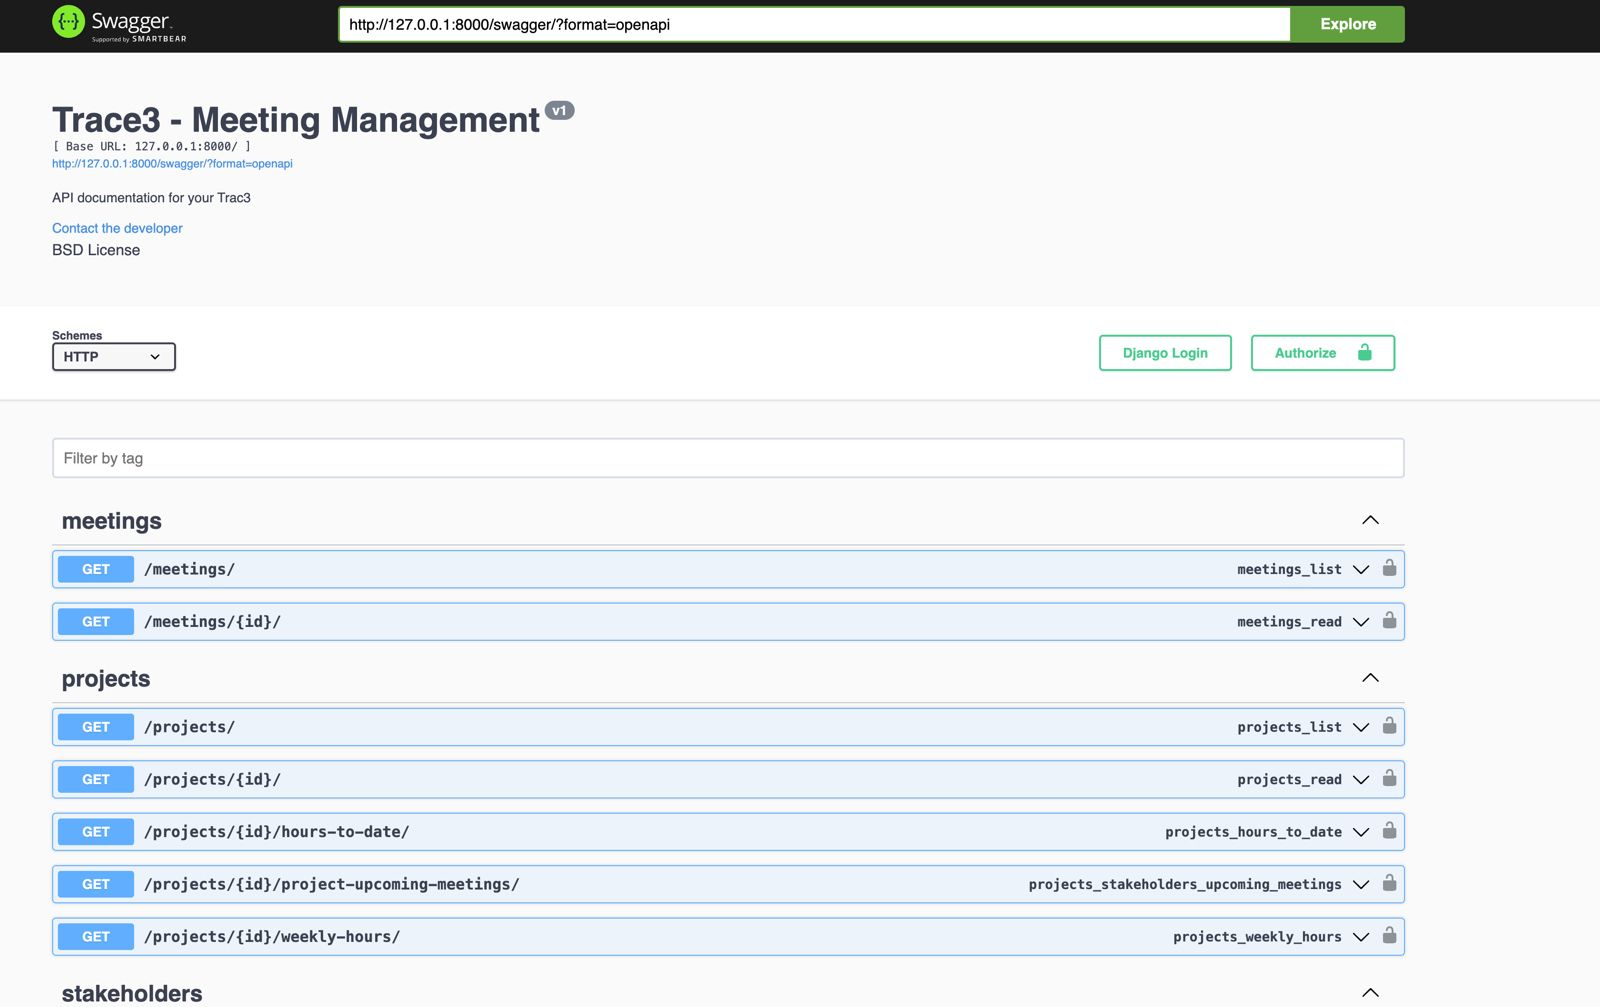 Swagger
Supported by SMARTBEAR
http://127.0.0.1:8000/swagger/?format=openapi
Explore
Trace3 - Meeting Management v1
[ Base URL: 127.0.0.1:8000/ ]
http://127.0.0.1:8000/swagger/?format=openapi
API documentation for your Trac3
Contact the developer
BSD License
Schemes
HTTP
Django Login
Authorize
Filter by tag
meetings
GET /meetings/ meetings_list
GET /meetings/{id}/ meetings_read
projects
GET /projects/ projects_list
GET /projects/{id}/ projects_read
GET /projects/{id}/hours-to-date/ projects_hours_to_date
GET /projects/{id}/project-upcoming-meetings/ projects_stakeholders_upcoming_meetings
GET /projects/{id}/weekly-hours/ projects_weekly_hours
stakeholders